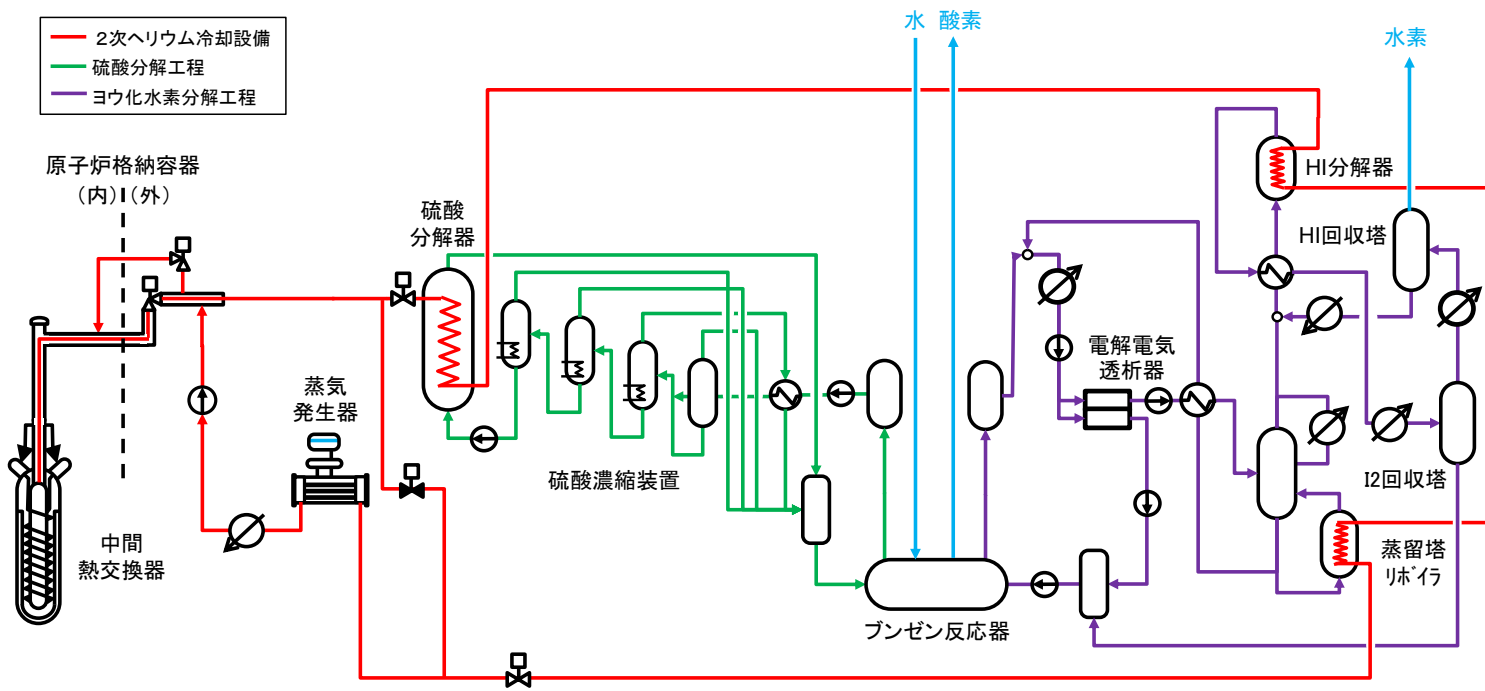 2次ヘリウム冷却設備
硫酸分解工程
ヨウ化水素分解工程
水 酸素
水素
原子炉格納容器
(内) (外)
硫酸
分解器
HI分解器
HI回収塔
電解電気
透析器
蒸気
発生器
硫酸濃縮装置
I2回収塔
中間
熱交換器
蒸留塔
リボイラ
ブンゼン反応器